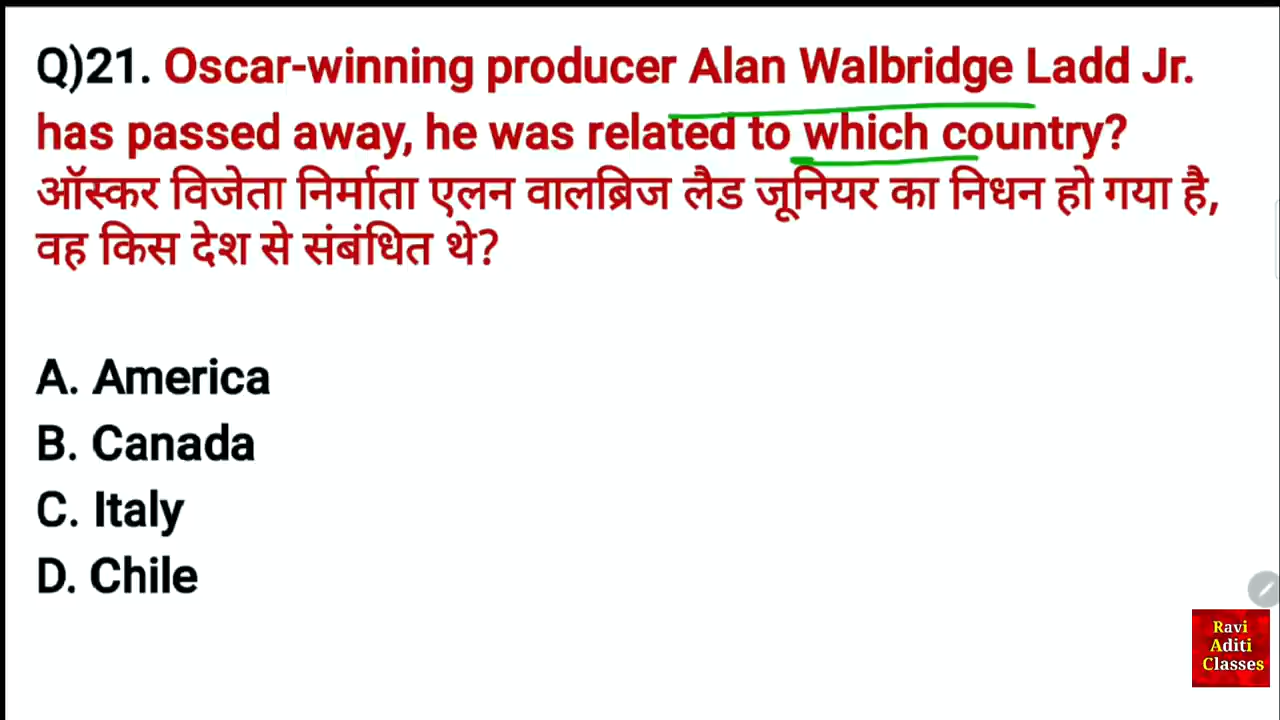 Q)21. Oscar-winning producer Alan Walbridge Ladd Jr.
has passed away, he was related to which country?
ऑस्कर विजेता निर्माता एलन वालब्रिज लैड जूनियर का निधन हो गया है,
वह किस देश से संबंधित थे?
A. America
B. Canada
C. Italy
D. Chile
Ravi
Aditi
Classes